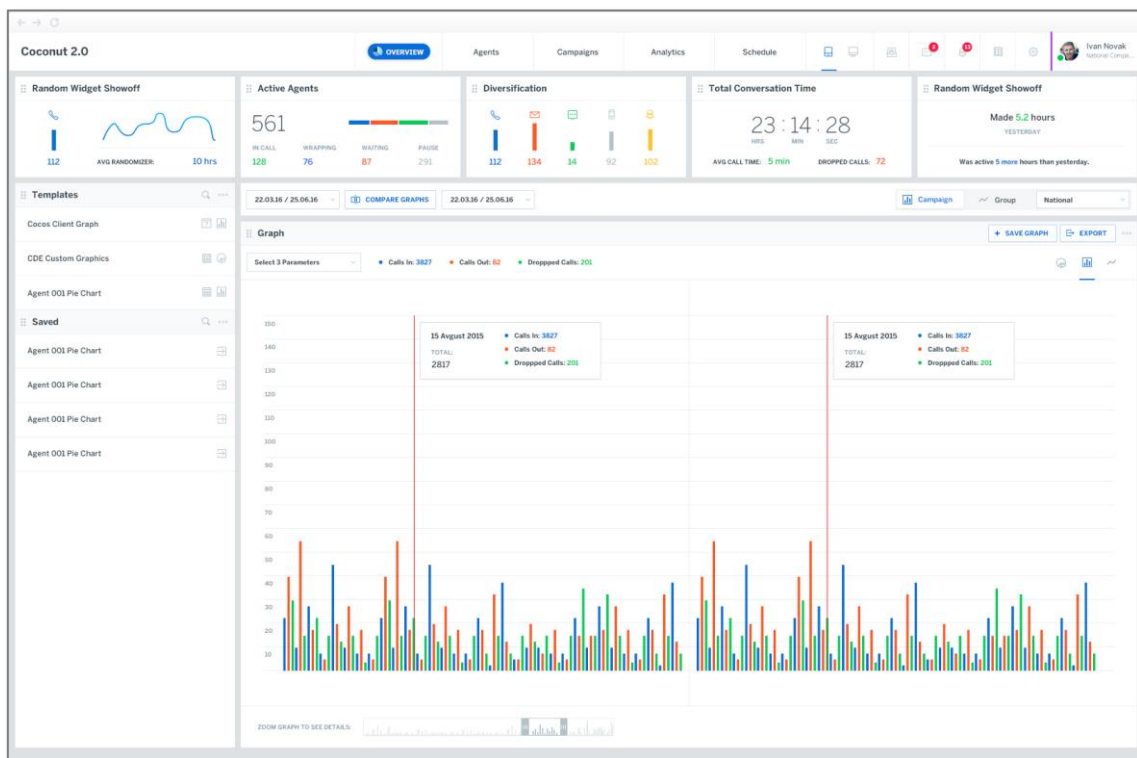 Coconut 2.0
OVERVIEW
Agents
Campaigns
Analytics
Schedule
2
13
Ivan Novak
National Compa...
Random Widget Showoff
112
AVG RANDOMIZER:
10 hrs
Active Agents
561
IN CALL
WRAPPING
WAITING
PAUSE
128
76
87
291
Diversification
112
134
14
92
102
Total Conversation Time
23 : 14 : 28
HRS
MIN
SEC
AVG CALL TIME: 5 min
DROPPED CALLS: 72
Random Widget Showoff
Made 5.2 hours
YESTERDAY
Was active 5 more hours than yesterday.
Templates
Cocos Client Graph
CDE Custom Graphics
Agent 001 Pie Chart
Saved
Agent 001 Pie Chart
Agent 001 Pie Chart
Agent 001 Pie Chart
Agent 001 Pie Chart
22.03.16 / 25.06.16
COMPARE GRAPHS
22.03.16 / 25.06.16
Campaign
Group
National
Graph
+ SAVE GRAPH
EXPORT
Select 3 Parameters
Calls In: 3827
Calls Out: 82
Droppped Calls: 201
150
140
130
120
110
100
90
80
70
60
50
40
30
20
10
15 Avgust 2015
TOTAL:
2817
Calls In: 3827
Calls Out: 82
Droppped Calls: 201
15 Avgust 2015
TOTAL:
2817
Calls In: 3827
Calls Out: 82
Droppped Calls: 201
ZOOM GRAPH TO SEE DETAILS: